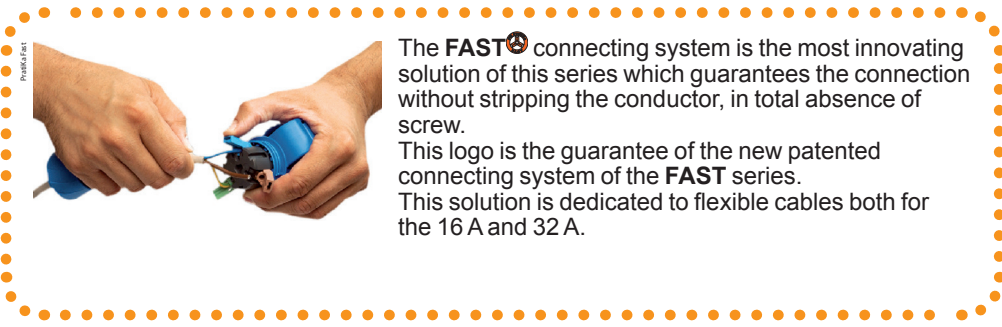 PratiKa Fast
The FAST connecting system is the most innovating
solution of this series which guarantees the connection
without stripping the conductor, in total absence of
screw.
This logo is the guarantee of the new patented
connecting system of the FAST series.
This solution is dedicated to flexible cables both for
the 16 A and 32 A.